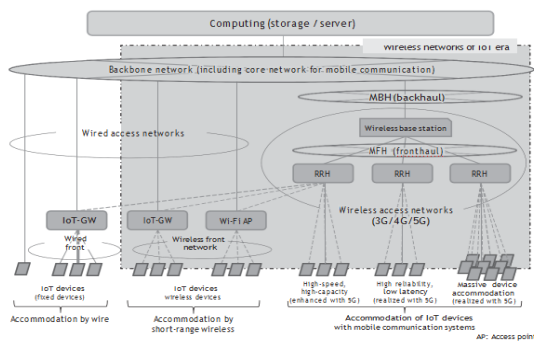 Computing (storage / server)
Wireless networks of IoT era
Backbone network (including core network for mobile communication)
MBH (backhaul)
Wireless base station
Wired access networks
MFH (fronthaul)
RRH
RRH
RRH
Wireless access networks
(3G/4G/5G)
IoT-GW
IoT-GW
Wi-Fi AP
Wired
front
Wireless front
network
IoT devices
(fixed devices)
IoT devices
wireless devices
High-speed,
high-capacity
(enhanced with 5G)
High reliability,
low latency
(realized with 5G)
Massive device
accommodation
(realized with 5G)
Accommodation by wire
Accommodation by
short-range wireless
Accommodation of IoT devices
with mobile communication systems
AP: Access point